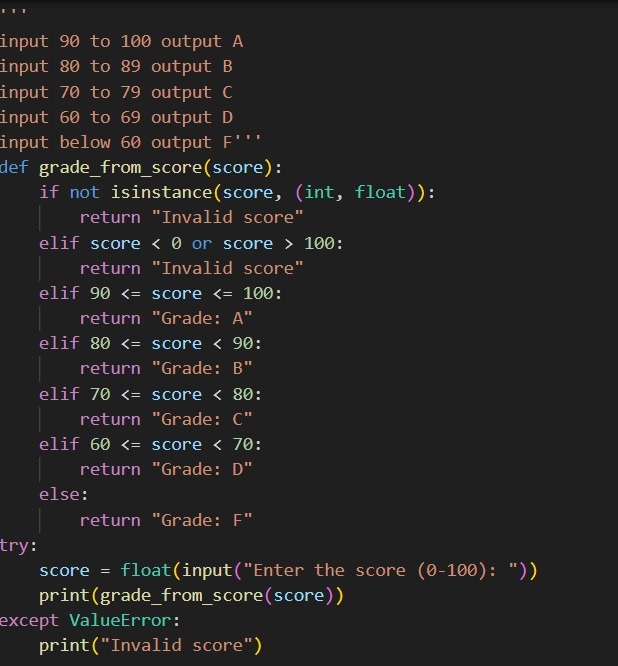 '''
input 90 to 100 output A
input 80 to 89 output B
input 70 to 79 output C
input 60 to 69 output D
input below 60 output F'''
def grade_from_score(score):
    if not isinstance(score, (int, float)):
        return "Invalid score"
    elif score < 0 or score > 100:
        return "Invalid score"
    elif 90 <= score <= 100:
        return "Grade: A"
    elif 80 <= score < 90:
        return "Grade: B"
    elif 70 <= score < 80:
        return "Grade: C"
    elif 60 <= score < 70:
        return "Grade: D"
    else:
        return "Grade: F"
try:
    score = float(input("Enter the score (0-100): "))
    print(grade_from_score(score))
except ValueError:
    print("Invalid score")